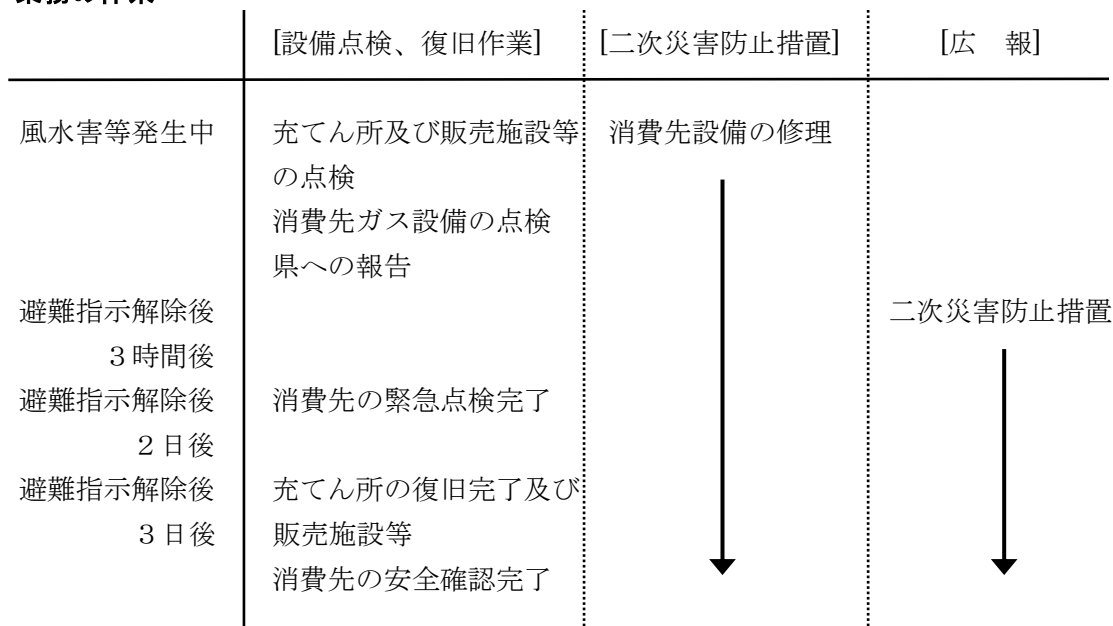 [設備点検、復旧作業] [二次災害防止措置] [広　報]
風水害等発生中 充てん所及び販売施設等 消費先設備の修理
の点検
消費先ガス設備の点検
県への報告
避難指示解除後 二次災害防止措置
３時間後
避難指示解除後 消費先の緊急点検完了
２日後
避難指示解除後 充てん所の復旧完了及び
３日後 販売施設等
消費先の安全確認完了